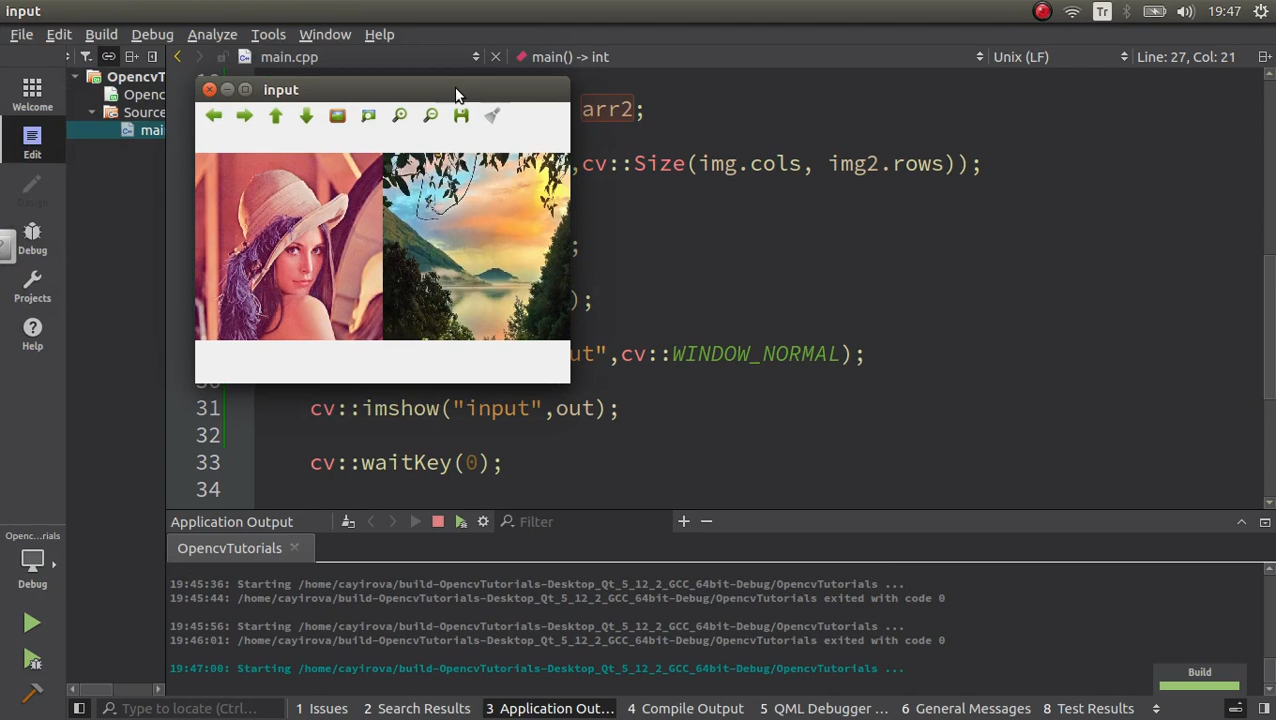 input
Tr
19:47
File Edit Build Debug Analyze Tools Window Help
main.cpp
main() -> int
Unix (LF)
Line: 27, Col: 21
Welcome
Edit
Design
Debug
Projects
Help
OpencvT
Openc
Source
mai
input
arr2;
,cv::Size(img.cols, img2.rows));
;
);
ut",cv::WINDOW_NORMAL);
31 cv::imshow("input",out);
32
33 cv::waitKey(0);
34
Application Output
Filter
OpencvTutorials
19:45:36: Starting /home/cayirova/build-OpencvTutorials-Desktop_Qt_5_12_2_GCC_64bit-Debug/OpencvTutorials ...
19:45:44: /home/cayirova/build-OpencvTutorials-Desktop_Qt_5_12_2_GCC_64bit-Debug/OpencvTutorials exited with code 0
19:45:56: Starting /home/cayirova/build-OpencvTutorials-Desktop_Qt_5_12_2_GCC_64bit-Debug/OpencvTutorials ...
19:46:01: /home/cayirova/build-OpencvTutorials-Desktop_Qt_5_12_2_GCC_64bit-Debug/OpencvTutorials exited with code 0
19:47:00: Starting /home/cayirova/build-OpencvTutorials-Desktop_Qt_5_12_2_GCC_64bit-Debug/OpencvTutorials ...
Openc...rials
Debug
Build
Type to locate (Ctrl...
1 Issues
2 Search Results
3 Application Out...
4 Compile Output
5 QML Debugger ...
6 General Messages
8 Test Results